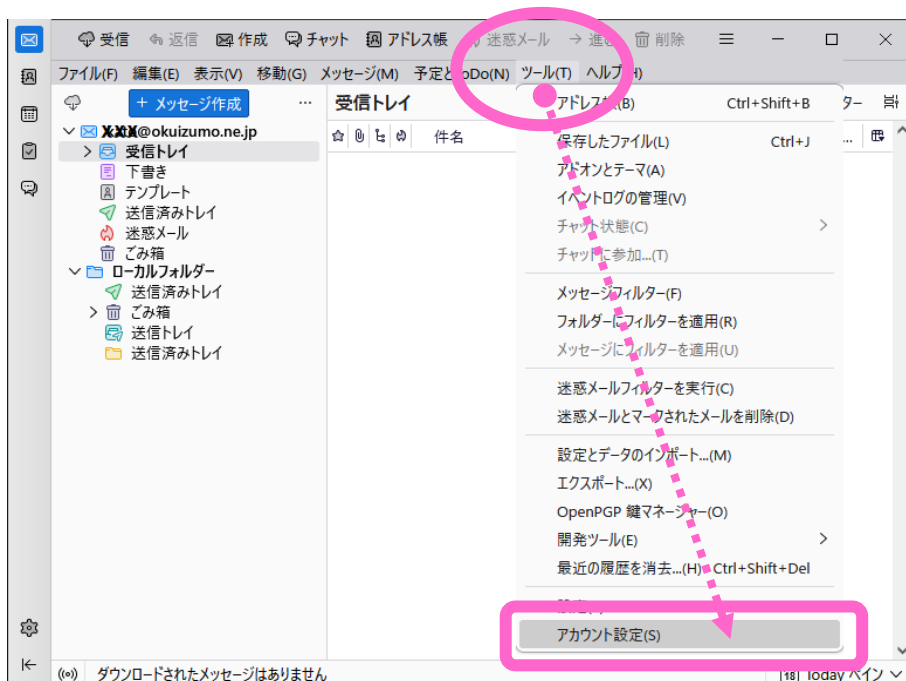 受信 返信 作成 チャット アドレス帳 迷惑メール 削除
ファイル(F) 編集(E) 表示(V) 移動(G) メッセージ(M) ツール(T)
+ メッセージ作成 ... 受信トレイ
@okuizumo.ne.jp
件名
受信トレイ
下書き
テンプレート
送信済みトレイ
迷惑メール
ごみ箱
ローカルフォルダー
送信済みトレイ
ごみ箱
送信トレイ
送信済みトレイ
Ctrl+Shift+B
保存したファイル(L) Ctrl+J
アドオンとテーマ(A)
イベントログの管理(V)
チャット状態(C)
チャットに参加...(T)
メッセージフィルター(F)
フォルダーにフィルターを適用(R)
メッセージにフィルターを適用(U)
迷惑メールフィルターを実行(C)
迷惑メールとマークされたメールを削除(D)
設定とデータのインポート...(M)
エクスポート...(X)
OpenPGP 鍵マネージャー(O)
開発ツール(E)
最近の履歴を消去...(H) Ctrl+Shift+Del
アカウント設定(S)
ダウンロードされたメッセージはありません
18 Today ペイン